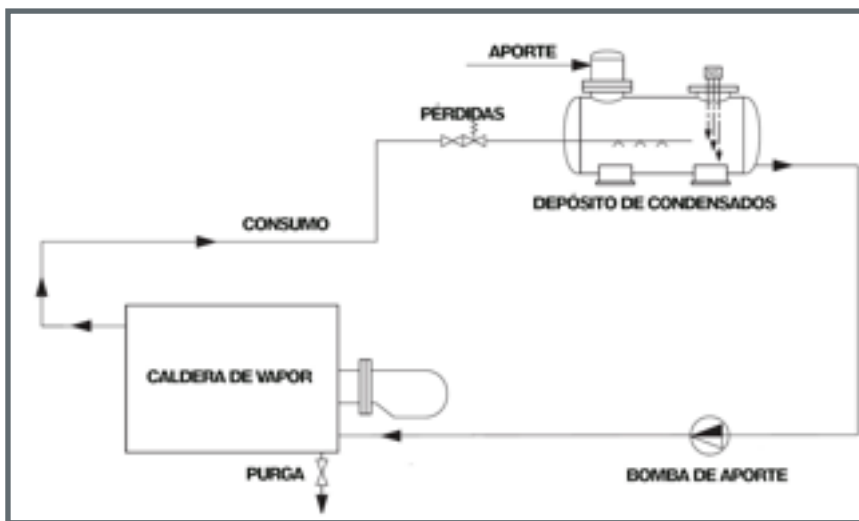 APORTE
PÉRDIDAS
DEPÓSITO DE CONDENSADOS
CONSUMO
CALDERA DE VAPOR
PURGA
BOMBA DE APORTE